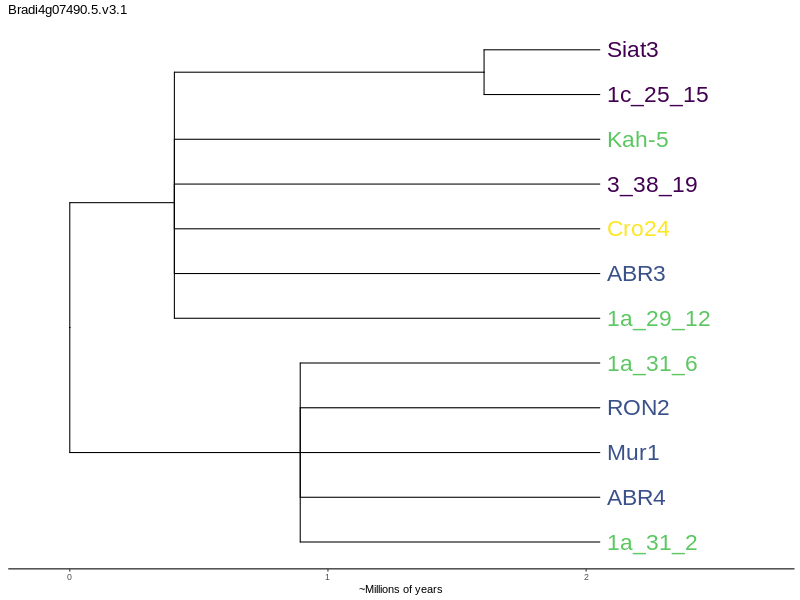 Bradi4g07490.5.v3.1
Siat3
1c_25_15
Kah-5
3_38_19
Cro24
ABR3
1a_29_12
1a_31_6
RON2
Mur1
ABR4
1a_31_2
0 1 2
~Millions of years